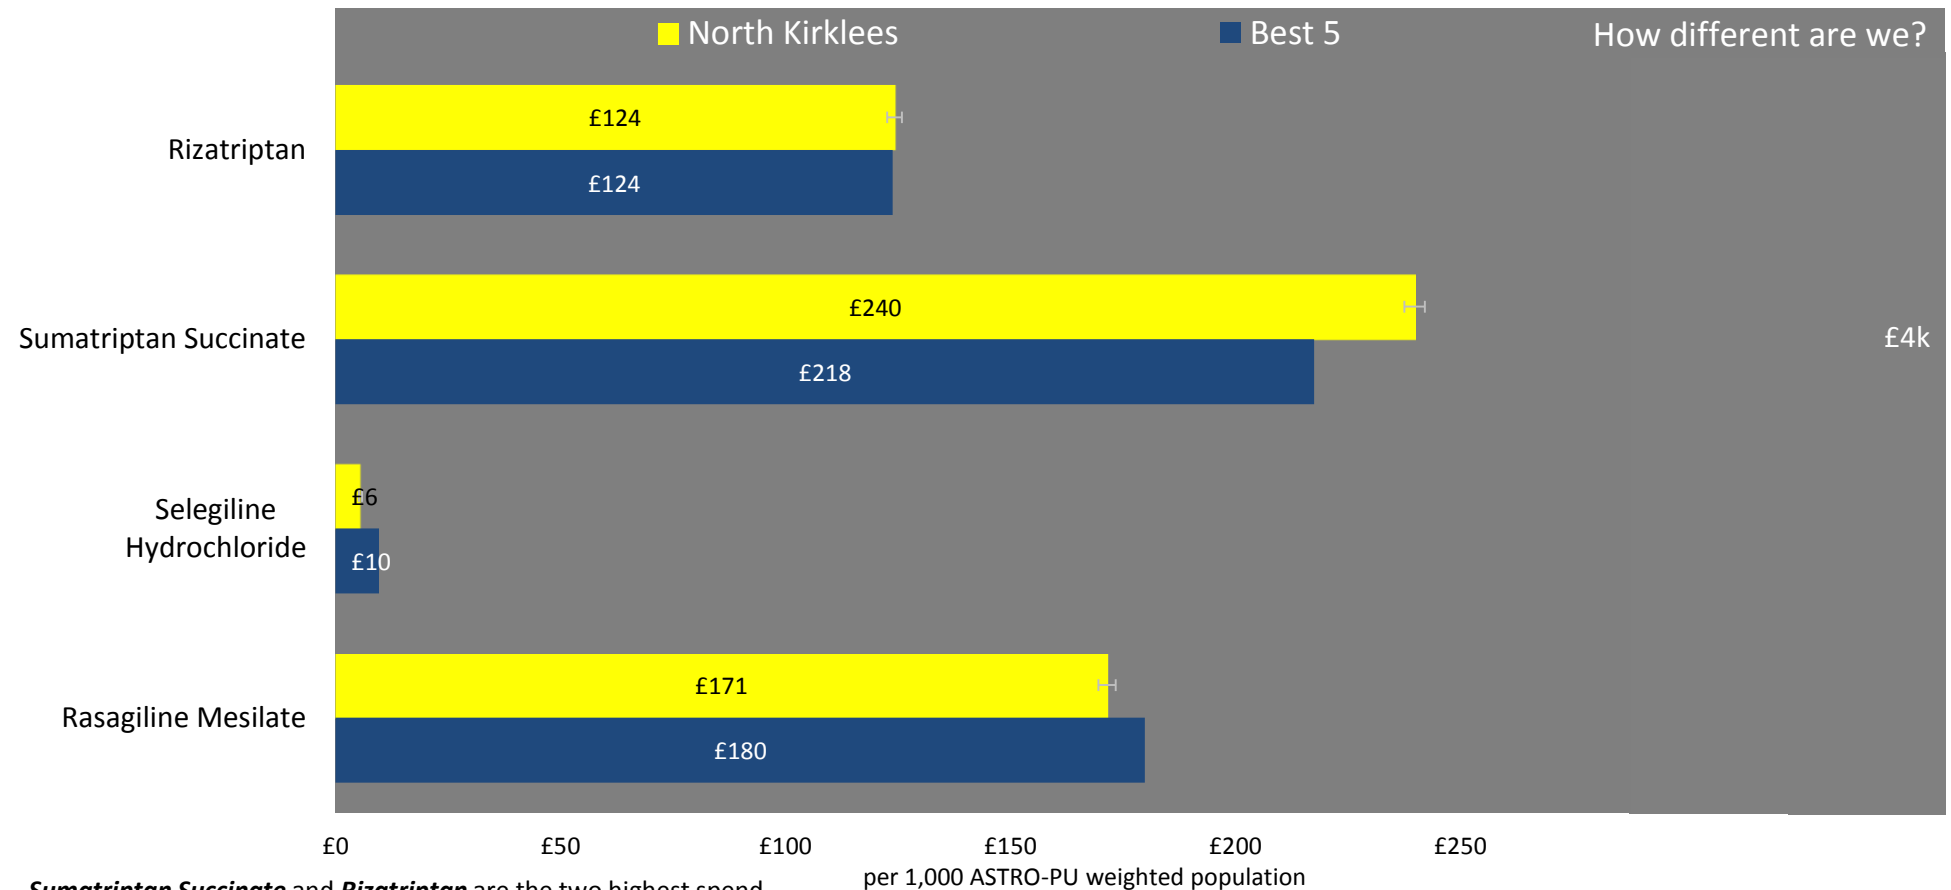 North Kirklees
Best 5
How different are we?
Rizatriptan
£124
£124
Sumatriptan Succinate
£240
£218
£4k
Selegiline
Hydrochloride
£6
£10
Rasagiline Mesilate
£171
£180
£0
£50
£100
£150
£200
£250
per 1,000 ASTRO-PU weighted population
Sumatriptan Succinate and Rizatriptan are the two highest spend